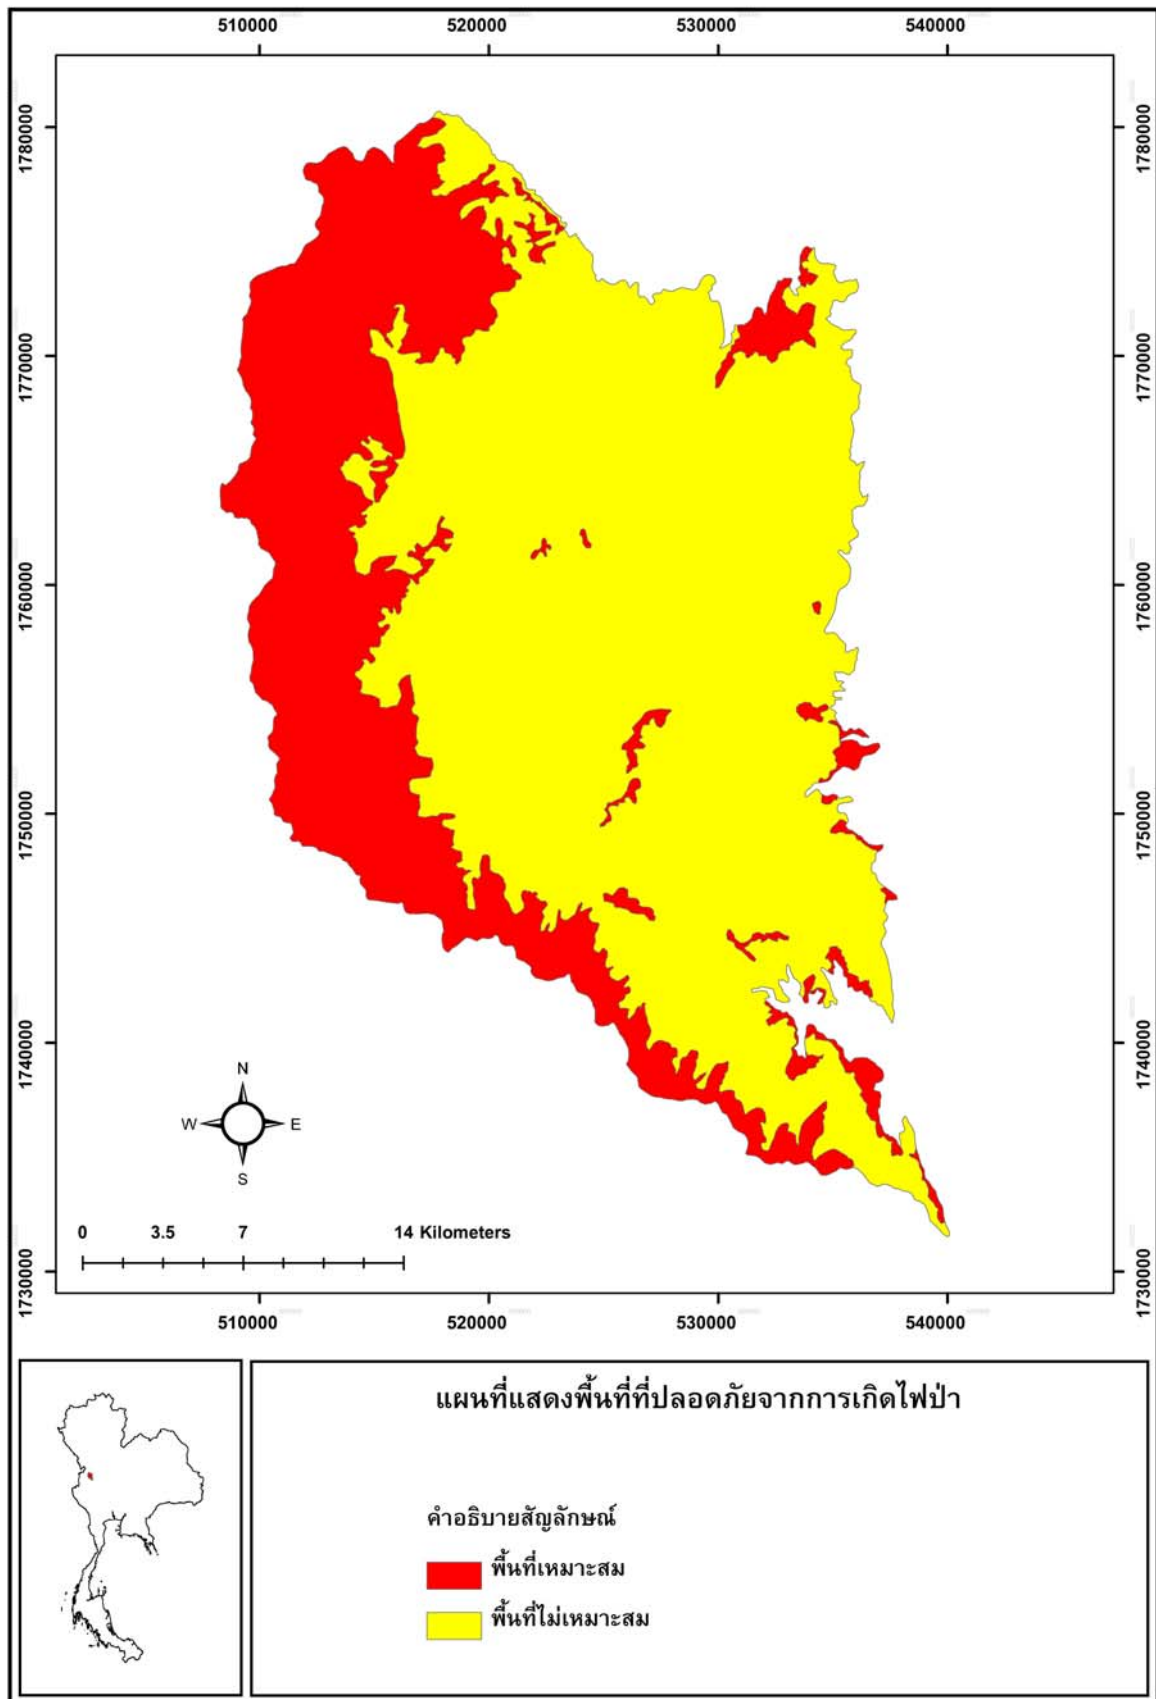 510000 520000 530000 540000
1780000 1780000
1770000 1770000
1760000 1760000
1750000 1750000
1740000 1740000
1730000 1730000
N
W E
S
0 3.5 7 14 Kilometers
510000 520000 530000 540000
แผนที่แสดงพื้นที่ที่ปลอดภัยจากการเกิดไฟป่า
คำอธิบายสัญลักษณ์
พื้นที่เหมาะสม
พื้นที่ไม่เหมาะสม